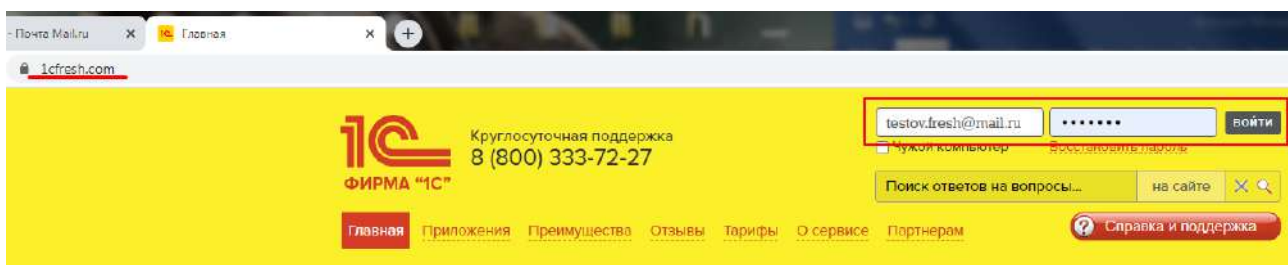 - Почта Mail.ru
1С Главная
1cfresh.com
1С
ФИРМА "1С"
Круглосуточная поддержка
8 (800) 333-72-27
testov.fresh@mail.ru ••••••• ВОЙТИ
Чужой компьютер Восстановить пароль
Поиск ответов на вопросы... на сайте
Главная Приложения Преимущества Отзывы Тарифы О сервисе Партнерам
? Справка и поддержка